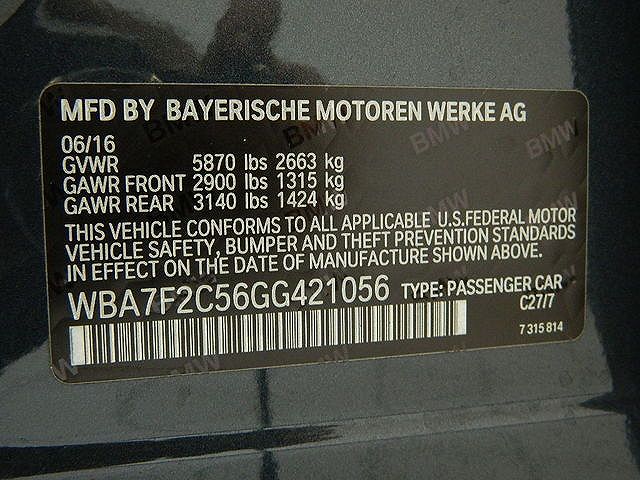 MFD BY BAYERISCHE MOTOREN WERKE AG
06/16
GVWR 5870 lbs 2663 kg
GAWR FRONT 2900 lbs 1315 kg
GAWR REAR 3140 lbs 1424 kg
THIS VEHICLE CONFORMS TO ALL APPLICABLE U.S.FEDERAL MOTOR
VEHICLE SAFETY, BUMPER AND THEFT PREVENTION STANDARDS
IN EFFECT ON THE DATE OF MANUFACTURE SHOWN ABOVE.
WBA7F2C56GG421056 TYPE: PASSENGER CAR
C27/7
7 315 814